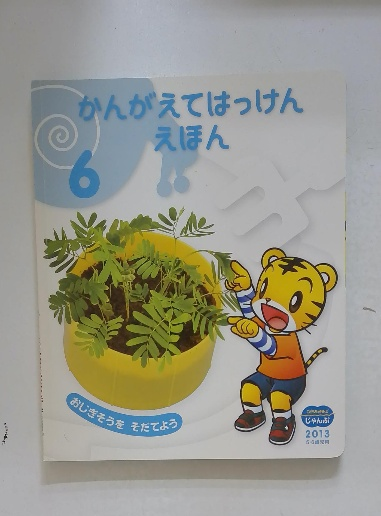 かんがえてはっけん
えほん
6
おじぎそうを そだてよう
じゃんぷ
2013